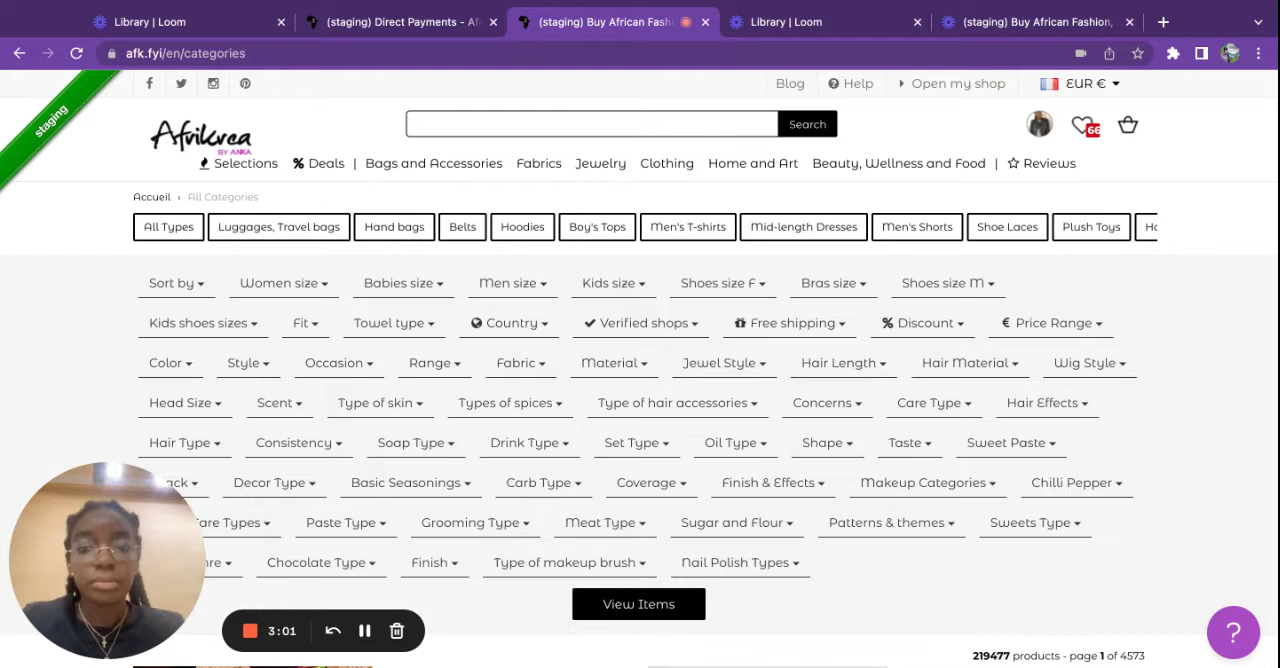 Library | Loom
(staging) Direct Payments - Af
(staging) Buy African Fash
Library | Loom
(staging) Buy African Fashion,
afk.fyi/en/categories
staging
Blog
Help
Open my shop
EUR €
Afrikrea
BY ANKA
Search
66
Selections
% Deals | Bags and Accessories Fabrics Jewelry Clothing Home and Art Beauty, Wellness and Food | Reviews
Accueil › All Categories
All Types Luggages, Travel bags Hand bags Belts Hoodies Boy's Tops Men's T-shirts Mid-length Dresses Men's Shorts Shoe Laces Plush Toys
Sort by Women size Babies size Men size Kids size Shoes size F Bras size Shoes size M
Kids shoes sizes Fit Towel type Country Verified shops Free shipping % Discount € Price Range
Color Style Occasion Range Fabric Material Jewel Style Hair Length Hair Material Wig Style
Head Size Scent Type of skin Types of spices Type of hair accessories Concerns Care Type Hair Effects
Hair Type Consistency Soap Type Drink Type Set Type Oil Type Shape Taste Sweet Paste
Decor Type Basic Seasonings Carb Type Coverage Finish & Effects Makeup Categories Chilli Pepper
Types Paste Type Grooming Type Meat Type Sugar and Flour Patterns & themes Sweets Type
Chocolate Type Finish Type of makeup brush Nail Polish Types
View Items
3:01
?
219477 products - page 1 of 4573